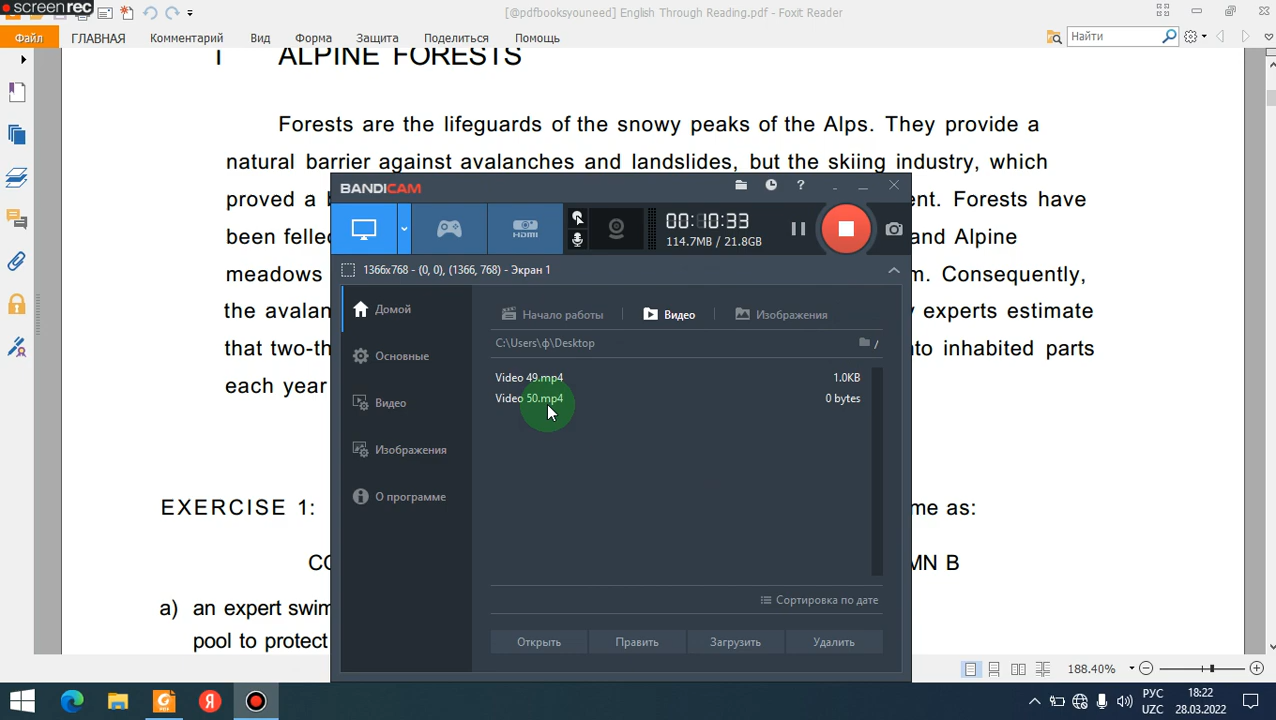 screenrec
[@pdfbooksyouneed] English Through Reading.pdf - Foxit Reader
Файл ГЛАВНАЯ Комментарий Вид Форма Защита Поделиться Помощь
Найти
ALPINE FORESTS
Forests are the lifeguards of the snowy peaks of the Alps. They provide a
natural barrier against avalanches and landslides, but the skiing industry, which
proved a
been felle
meadows
the avalan
that two-th
each year
ent. Forests have
and Alpine
m. Consequently,
experts estimate
nto inhabited parts
BANDICAM
?
HDMI
00:10:33
114.7MB / 21.8GB
1366x768 - (0, 0), (1366, 768) - Экран 1
Домой
Основные
Видео
Изображения
О программе
Начало работы Видео Изображения
C:\Users\ф\Desktop
/
Video 49.mp4 1.0KB
Video 50.mp4 0 bytes
Сортировка по дате
Открыть Править Загрузить Удалить
EXERCISE 1:
me as:
CO
MN B
a) an expert swim
pool to protect
188.40%
РУС
UZC
18:22
28.03.2022